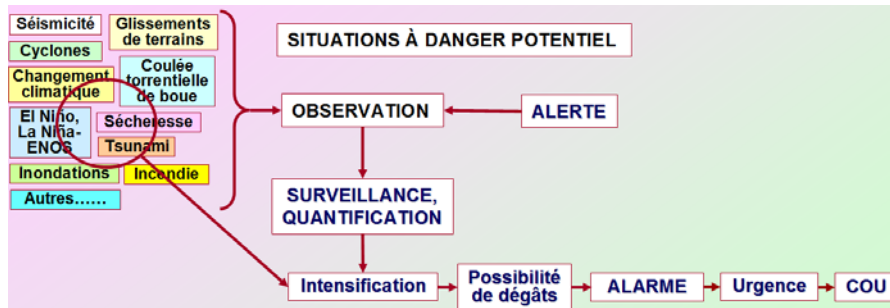 Séismicité
Glissements
de terrains
Cyclones
Changement
climatique
Coulée
torrentielle
de boue
El Niño,
La Niña-
ENOS
Sécheresse
Tsunami
Inondations
Incendie
Autres......
SITUATIONS À DANGER POTENTIEL
OBSERVATION
ALERTE
SURVEILLANCE,
QUANTIFICATION
Intensification
Possibilité
de dégâts
ALARME
Urgence
COU